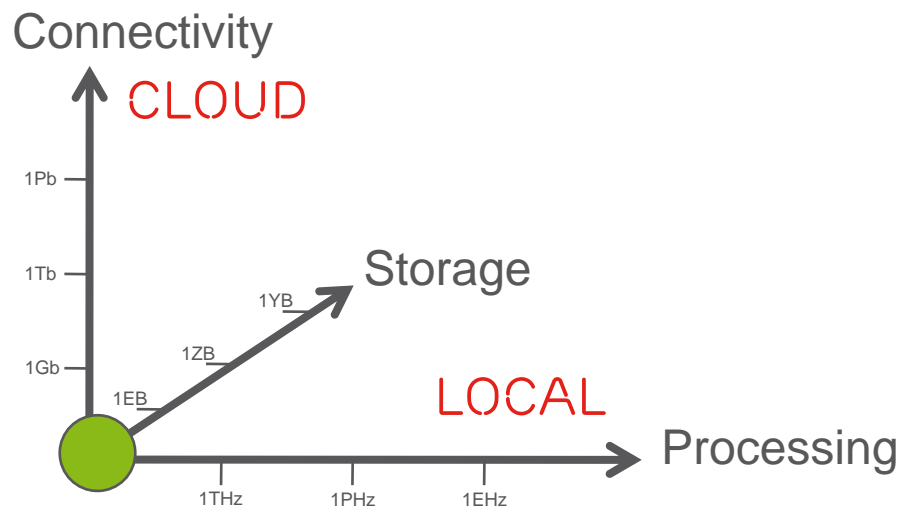 Connectivity
CLOUD
1Pb
1Tb
Storage
1YB
1ZB
1Gb
1EB
LOCAL
Processing
1THz
1PHz
1EHz